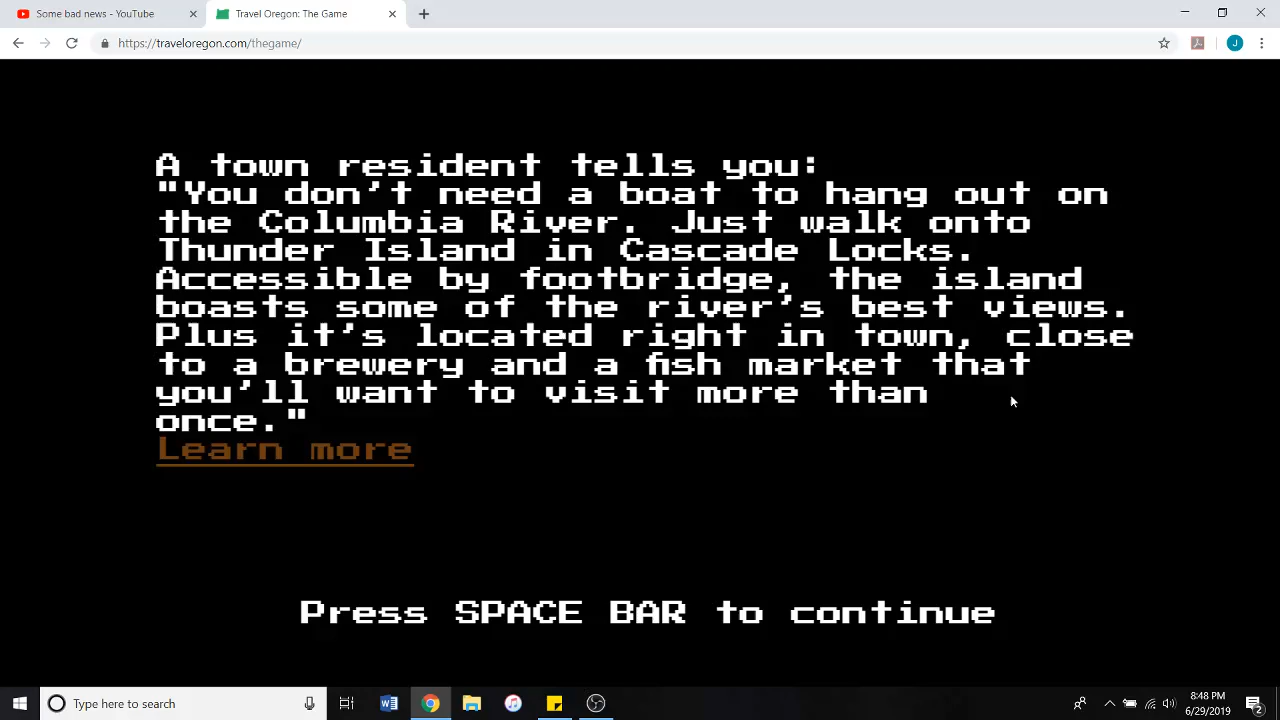 Some bad news - YouTube
Travel Oregon: The Game
https://traveloregon.com/thegame/
J
A town resident tells you:
"You don't need a boat to hang out on
the Columbia River. Just walk onto
Thunder Island in Cascade Locks.
Accessible by footbridge, the island
boasts some of the river's best views.
Plus it's located right in town, close
to a brewery and a fish market that
you'll want to visit more than
once."
Learn more
Press SPACE BAR to continue
Type here to search
8:48 PM
6/29/2019
2